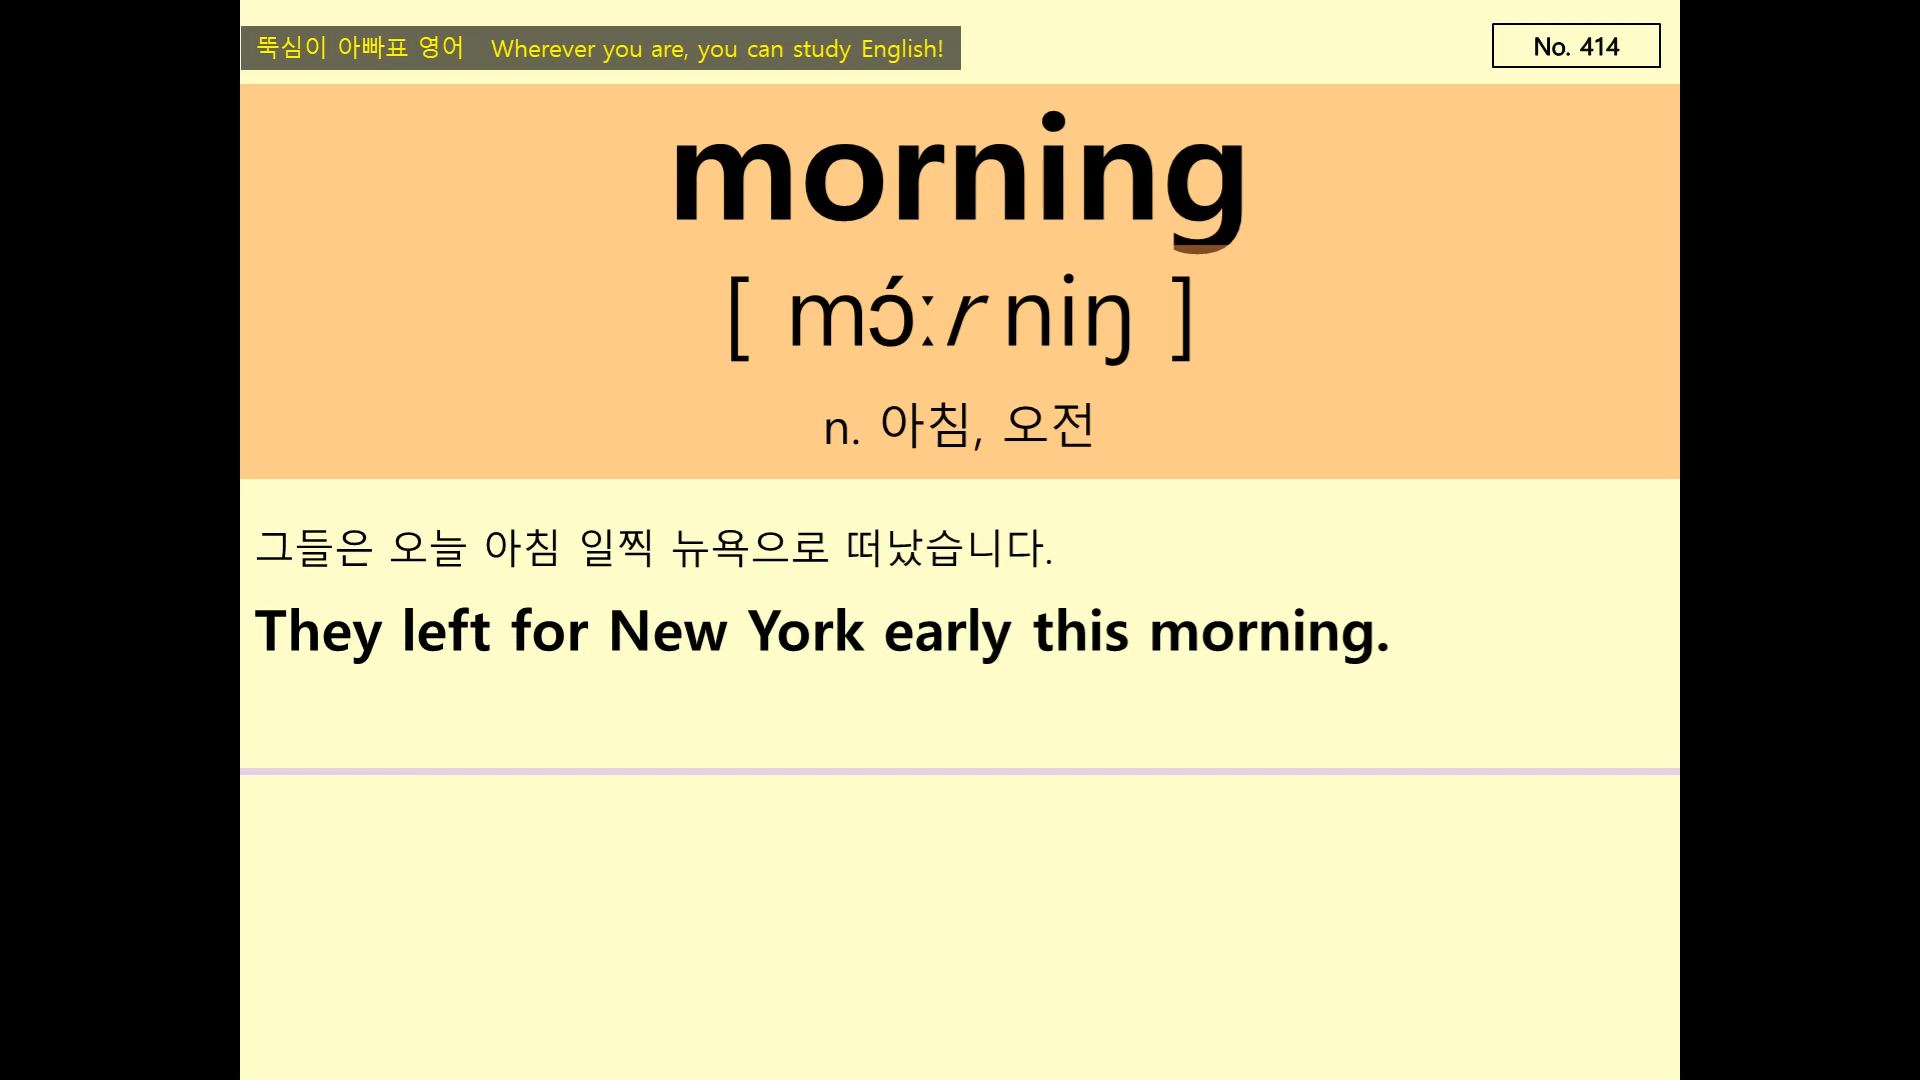 뚝심이 아빠표 영어 Wherever you are, you can study English!
No. 414
morning
[ mɔ́ːrniŋ ]
n. 아침, 오전
그들은 오늘 아침 일찍 뉴욕으로 떠났습니다.
They left for New York early this morning.